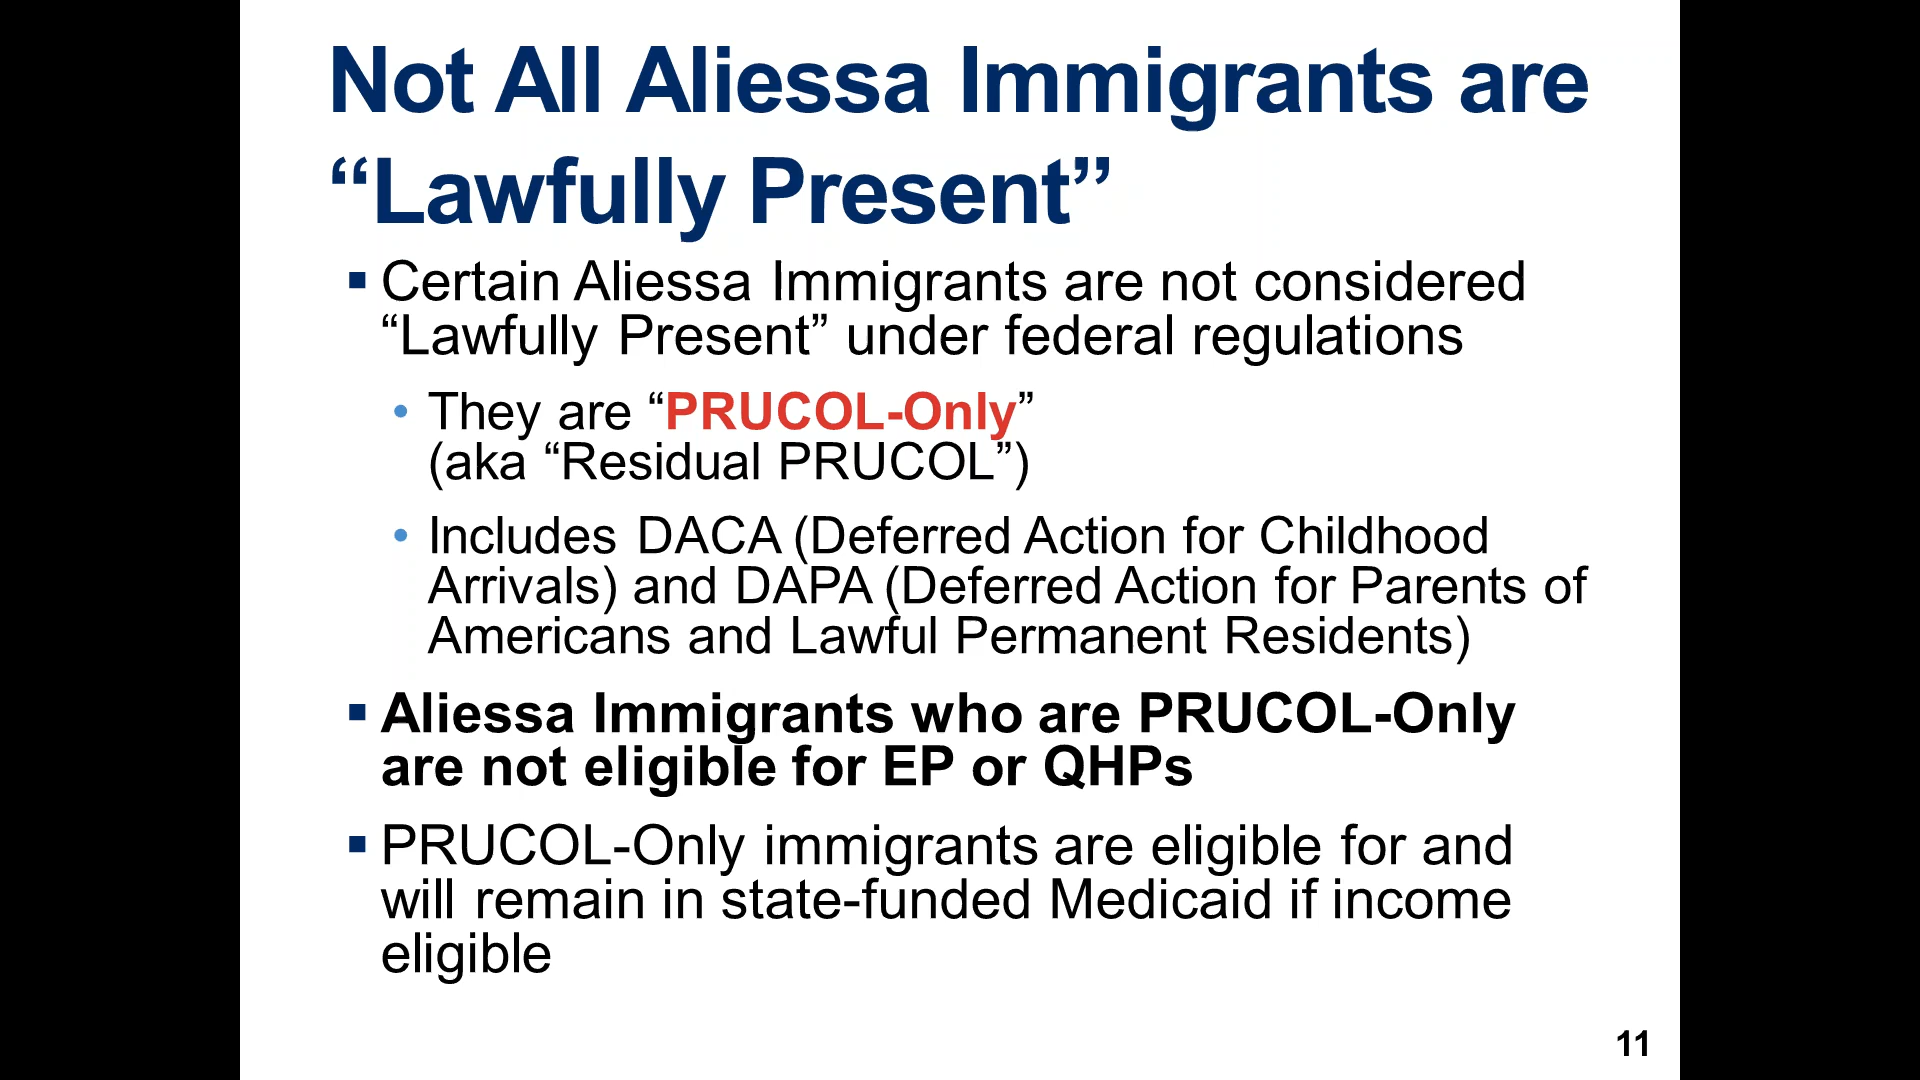 Not All Aliessa Immigrants are
“Lawfully Present”
▪ Certain Aliessa Immigrants are not considered
“Lawfully Present” under federal regulations
• They are “PRUCOL-Only”
(aka “Residual PRUCOL”)
• Includes DACA (Deferred Action for Childhood
Arrivals) and DAPA (Deferred Action for Parents of
Americans and Lawful Permanent Residents)
▪ Aliessa Immigrants who are PRUCOL-Only
are not eligible for EP or QHPs
▪ PRUCOL-Only immigrants are eligible for and
will remain in state-funded Medicaid if income
eligible
11